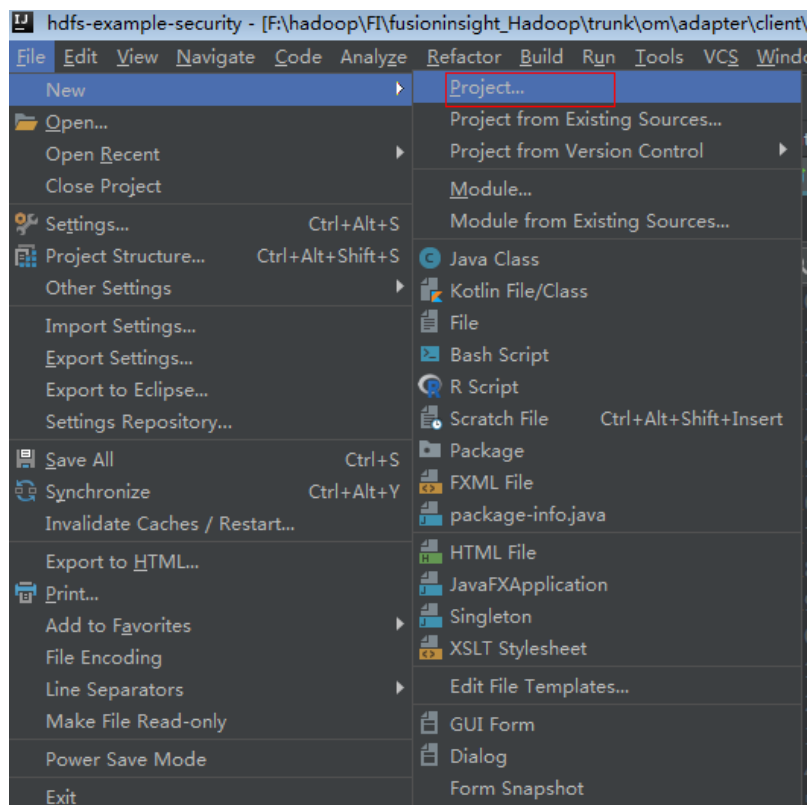 IJ hdfs-example-security - [F:\hadoop\FI\fusioninsight_Hadoop\trunk\om\adapter\client\
File Edit View Navigate Code Analyze Refactor Build Run Tools VCS
New
Open...
Open Recent
Close Project
Settings... Ctrl+Alt+S
Project Structure... Ctrl+Alt+Shift+S
Other Settings
Import Settings...
Export Settings...
Export to Eclipse...
Settings Repository...
Save All Ctrl+S
Synchronize Ctrl+Alt+Y
Invalidate Caches / Restart...
Export to HTML...
Print...
Add to Favorites
File Encoding
Line Separators
Make File Read-only
Power Save Mode
Exit
Project...
Project from Existing Sources...
Project from Version Control
Module...
Module from Existing Sources...
Java Class
Kotlin File/Class
File
Bash Script
R Script
Scratch File Ctrl+Alt+Shift+Insert
Package
FXML File
package-info.java
HTML File
JavaFXApplication
Singleton
XSLT Stylesheet
Edit File Templates...
GUI Form
Dialog
Form Snapshot